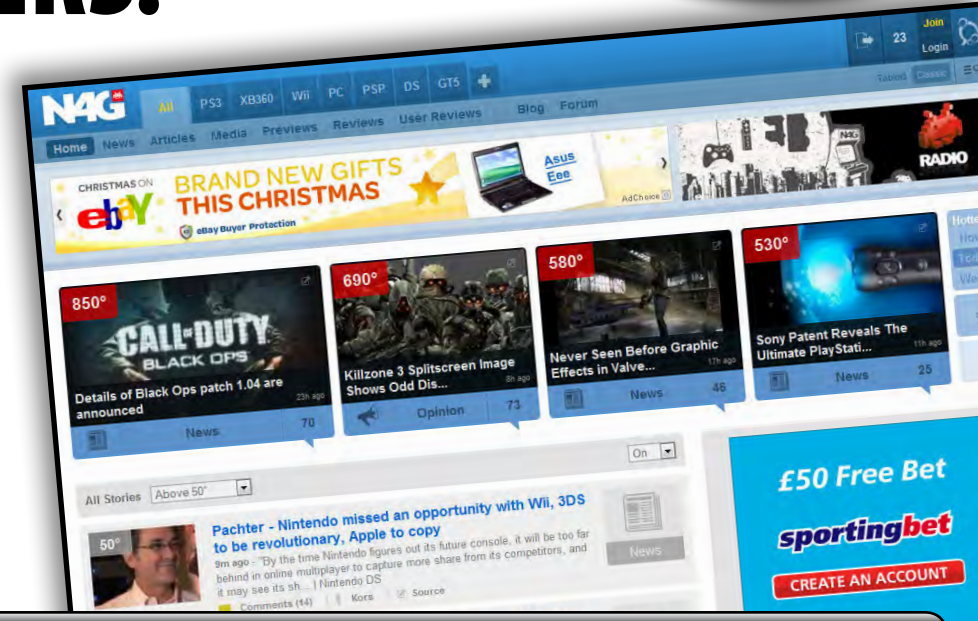 ERS!
N4G
All PS3 XB360 Wii PC PSP DS GT5
23 Join
Login
Tabbed Classic
Home News Articles Media Previews Reviews User Reviews Blog Forum
CHRISTMAS ON
ebay
BRAND NEW GIFTS
THIS CHRISTMAS
eBay Buyer Protection
Asus
Eee
AdChoice
N4G
RADIO
850°
CALL OF DUTY
BLACK OPS
Details of Black Ops patch 1.04 are
announced
23h ago
News 70
690°
Killzone 3 Splitscreen Image
Shows Odd Dis...
8h ago
Opinion 73
580°
Never Seen Before Graphic
Effects in Valve...
17h ago
News 46
530°
Sony Patent Reveals The
Ultimate PlayStati...
11h ago
News 25
All Stories Above 50°
On
50°
Pachter - Nintendo missed an opportunity with Wii, 3DS
to be revolutionary, Apple to copy
9m ago - "By the time Nintendo figures out its future console, it will be too far
behind in online multiplayer to capture more share from its competitors, and
it may see its sh... | Nintendo DS
Comments (14) Kors Source
News
£50 Free Bet
sportingbet
CREATE AN ACCOUNT